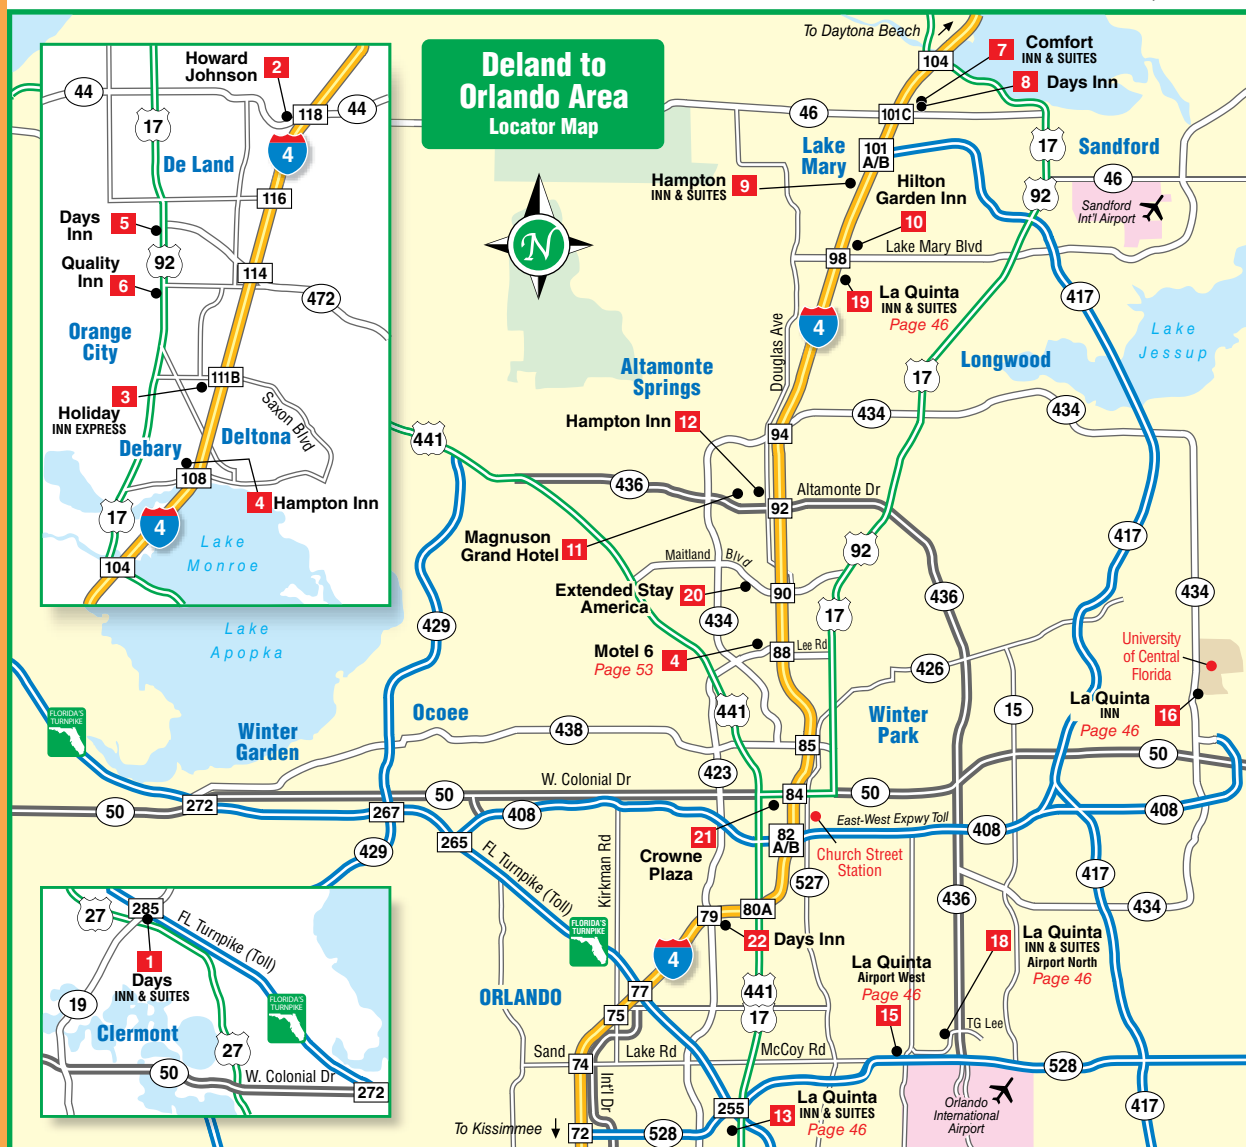 Deland to
Orlando Area
Locator Map
To Daytona Beach
104
7
Comfort
INN & SUITES
8
Days Inn
101C
46
17
Sandford
46
92
Sandford
Int'l Airport
101
A/B
Lake
Mary
Hampton
INN & SUITES
9
Hilton
Garden Inn
10
Lake Mary Blvd
98
19
La Quinta
INN & SUITES
Page 46
4
417
Lake
Jessup
Douglas Ave
Altamonte
Springs
17
Longwood
434
434
Hampton Inn
12
94
441
436
Altamonte Dr
92
Magnuson
Grand Hotel
11
Maitland
Blvd
92
417
Extended Stay
America
20
90
17
436
434
434
Motel 6
Page 53
4
88
Lee Rd
426
University
of Central
Florida
429
Lake
Apopka
441
15
La Quinta
INN
Page 46
16
Ocoee
Winter
Garden
438
Winter
Park
85
50
FLORIDA'S
TURNPIKE
423
W. Colonial Dr
84
50
50
272
50
267
408
East-West Expwy Toll
408
408
265
82
A/B
21
Crowne
Plaza
Church Street
Station
429
FL Turnpike (Toll)
Kirkman Rd
527
417
436
434
80A
79
22
Days Inn
FLORIDA'S
TURNPIKE
4
18
La Quinta
INN & SUITES
Airport North
Page 46
La Quinta
Airport West
Page 46
15
ORLANDO
77
441
17
75
TG Lee
Sand
74
Lake Rd
McCoy Rd
528
Int'l Dr
255
13
La Quinta
INN & SUITES
Page 46
Orlando
International
Airport
417
To Kissimmee
72
528
Howard
Johnson
2
44
118
44
17
4
De Land
116
Days
Inn
5
92
Quality
Inn
6
114
472
Orange
City
111B
3
Holiday
INN EXPRESS
Saxon Blvd
Debary
Deltona
108
4
Hampton Inn
17
4
Lake
Monroe
104
27
285
FL Turnpike (Toll)
1
Days
INN & SUITES
19
FLORIDA'S
TURNPIKE
Clermont
27
50
W. Colonial Dr
272
N